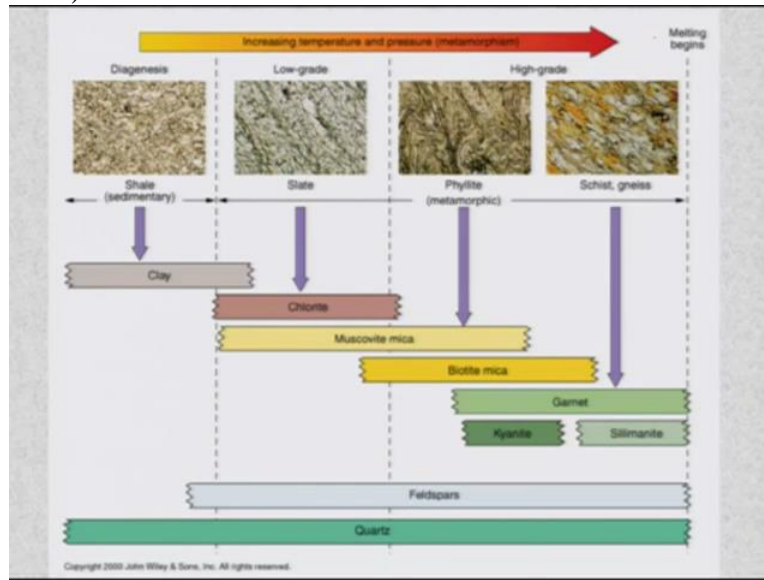 Increasing temperature and pressure (metamorphism)
Melting
begins
Diagenesis
Low-grade
High-grade
Shale
(sedimentary)
Slate
Phyllite
(metamorphic)
Schist, gneiss
Clay
Chlorite
Muscovite mica
Biotite mica
Garnet
Kyanite
Sillimanite
Feldspars
Quartz
Copyright 2000 John Wiley & Sons, Inc. All rights reserved.